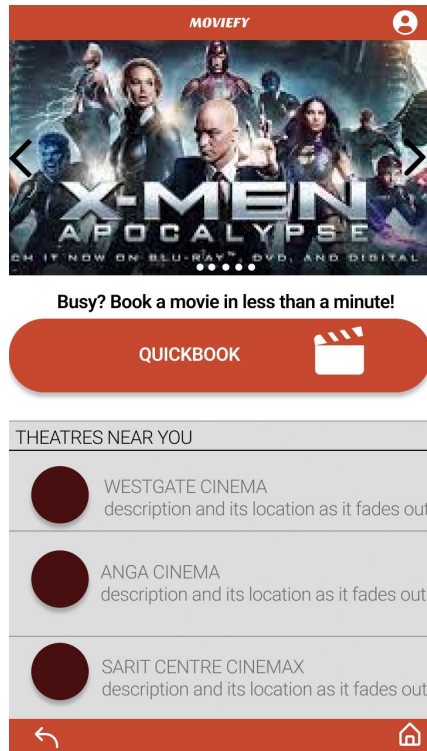 MOVIEFY
X-MEN
APOCALYPSE
CH IT NOW ON BLU-RAY™, DVD, AND DIGITAL
Busy? Book a movie in less than a minute!
QUICKBOOK
THEATRES NEAR YOU
WESTGATE CINEMA
description and its location as it fades out
ANGA CINEMA
description and its location as it fades out
SARIT CENTRE CINEMAX
description and its location as it fades out